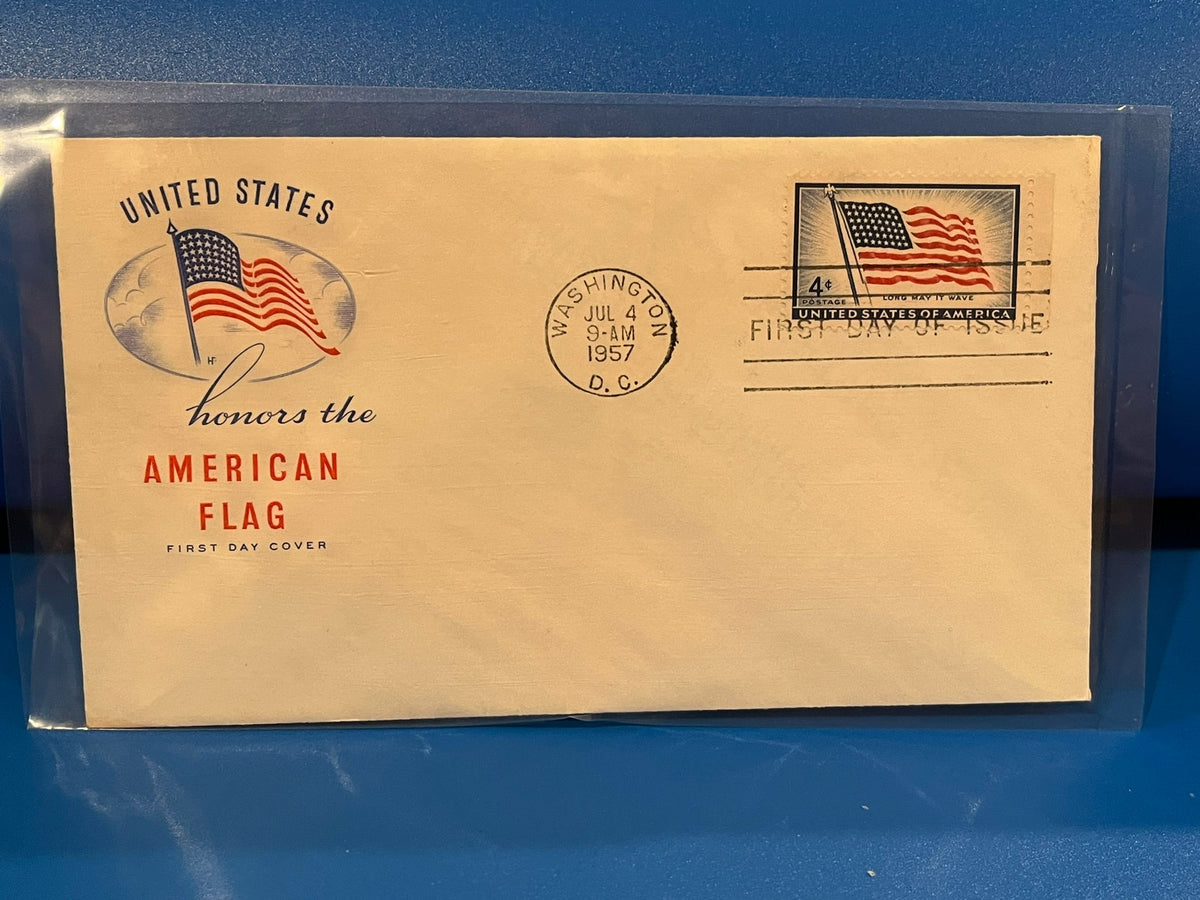 UNITED STATES
HF
honors the
AMERICAN
FLAG
FIRST DAY COVER
WASHINGTON
JUL 4
9-AM
1957
D. C.
4¢
POSTAGE
LONG MAY IT WAVE
UNITED STATES OF AMERICA
FIRST DAY OF ISSUE